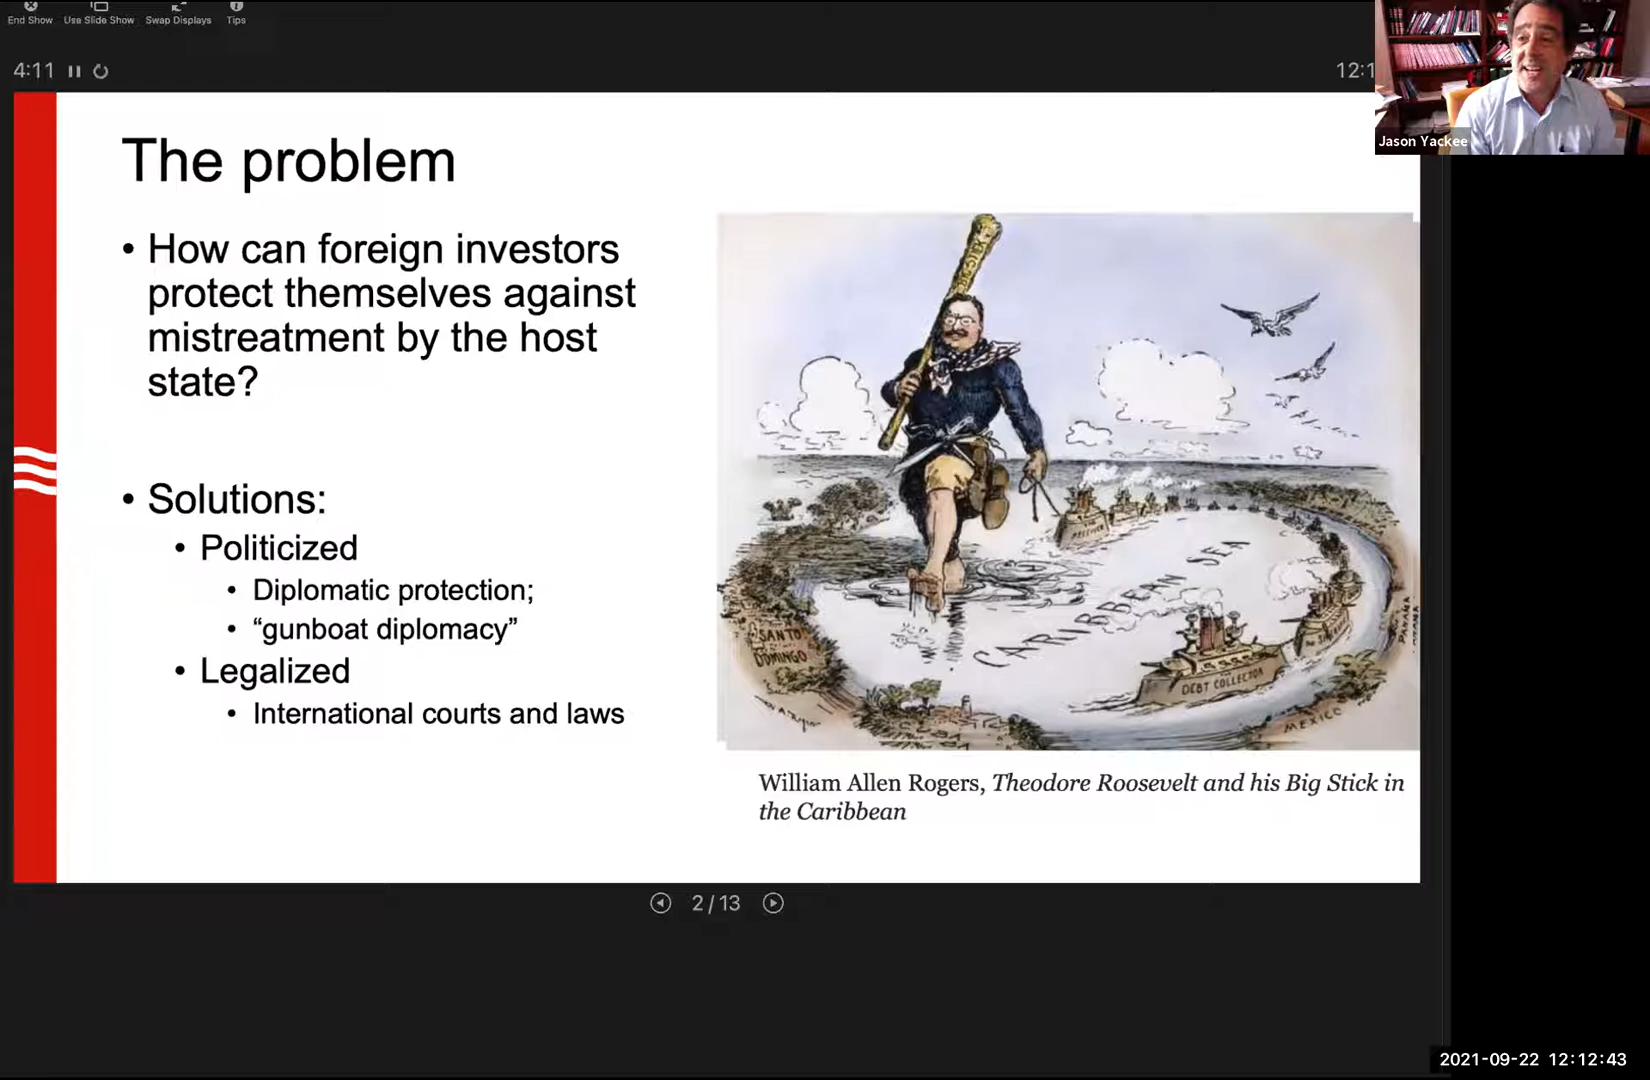 End Show Use Slide Show Swap Displays Tips
4:11
12:1
Jason Yackee
The problem
• How can foreign investors
protect themselves against
mistreatment by the host
state?
• Solutions:
• Politicized
• Diplomatic protection;
• “gunboat diplomacy”
• Legalized
• International courts and laws
CARIBBEAN SEA
SANTO
DOMINGO
DEBT COLLECTOR
MEXICO
PANAMA
William Allen Rogers, Theodore Roosevelt and his Big Stick in
the Caribbean
2/13
2021-09-22 12:12:43